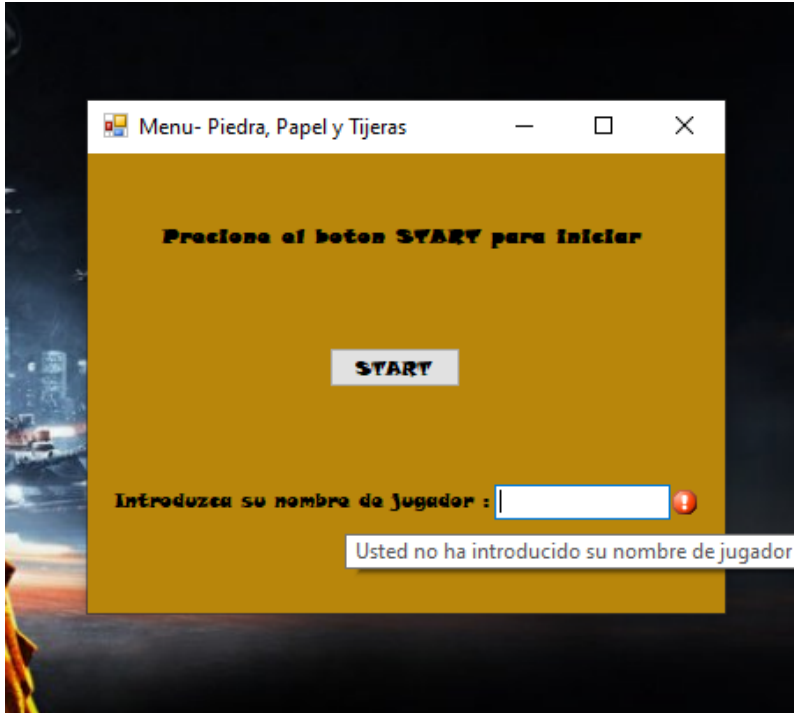 Menu- Piedra, Papel y Tijeras
Precione el boton START para iniciar
START
Introduzca su nombre de jugador :
Usted no ha introducido su nombre de jugador